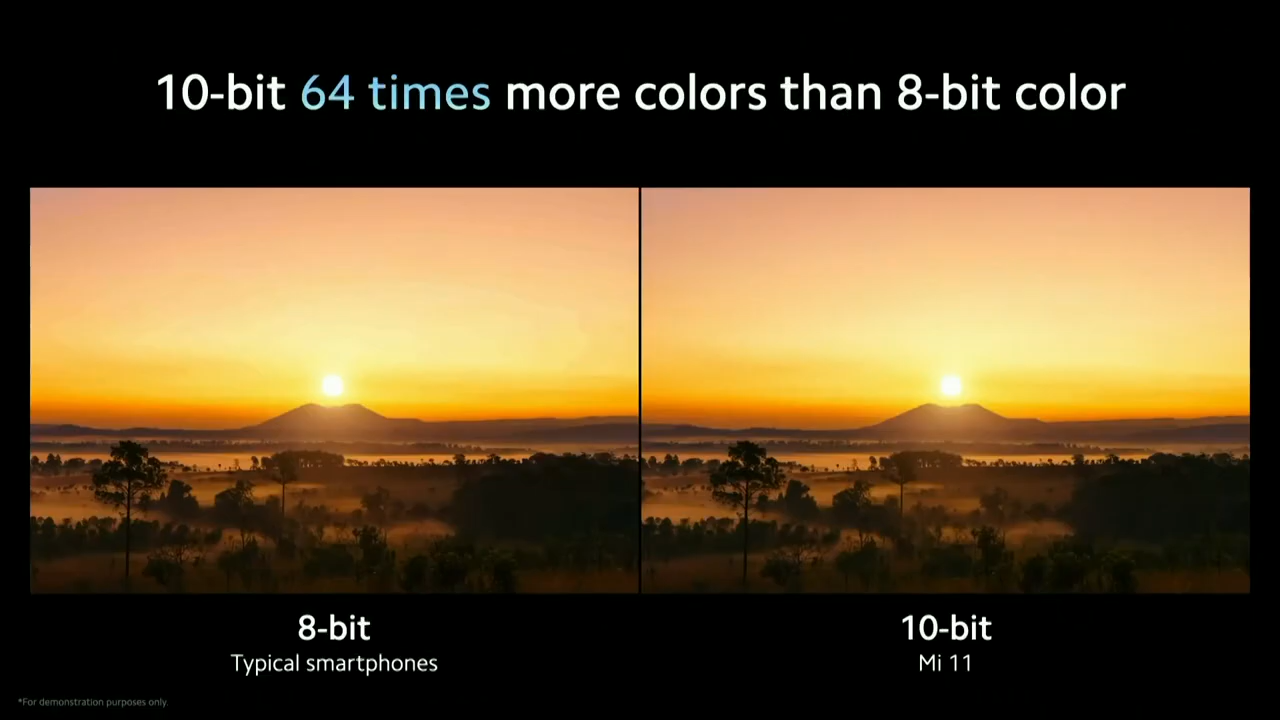 10-bit 64 times more colors than 8-bit color
8-bit
Typical smartphones
10-bit
Mi 11
*For demonstration purposes only.